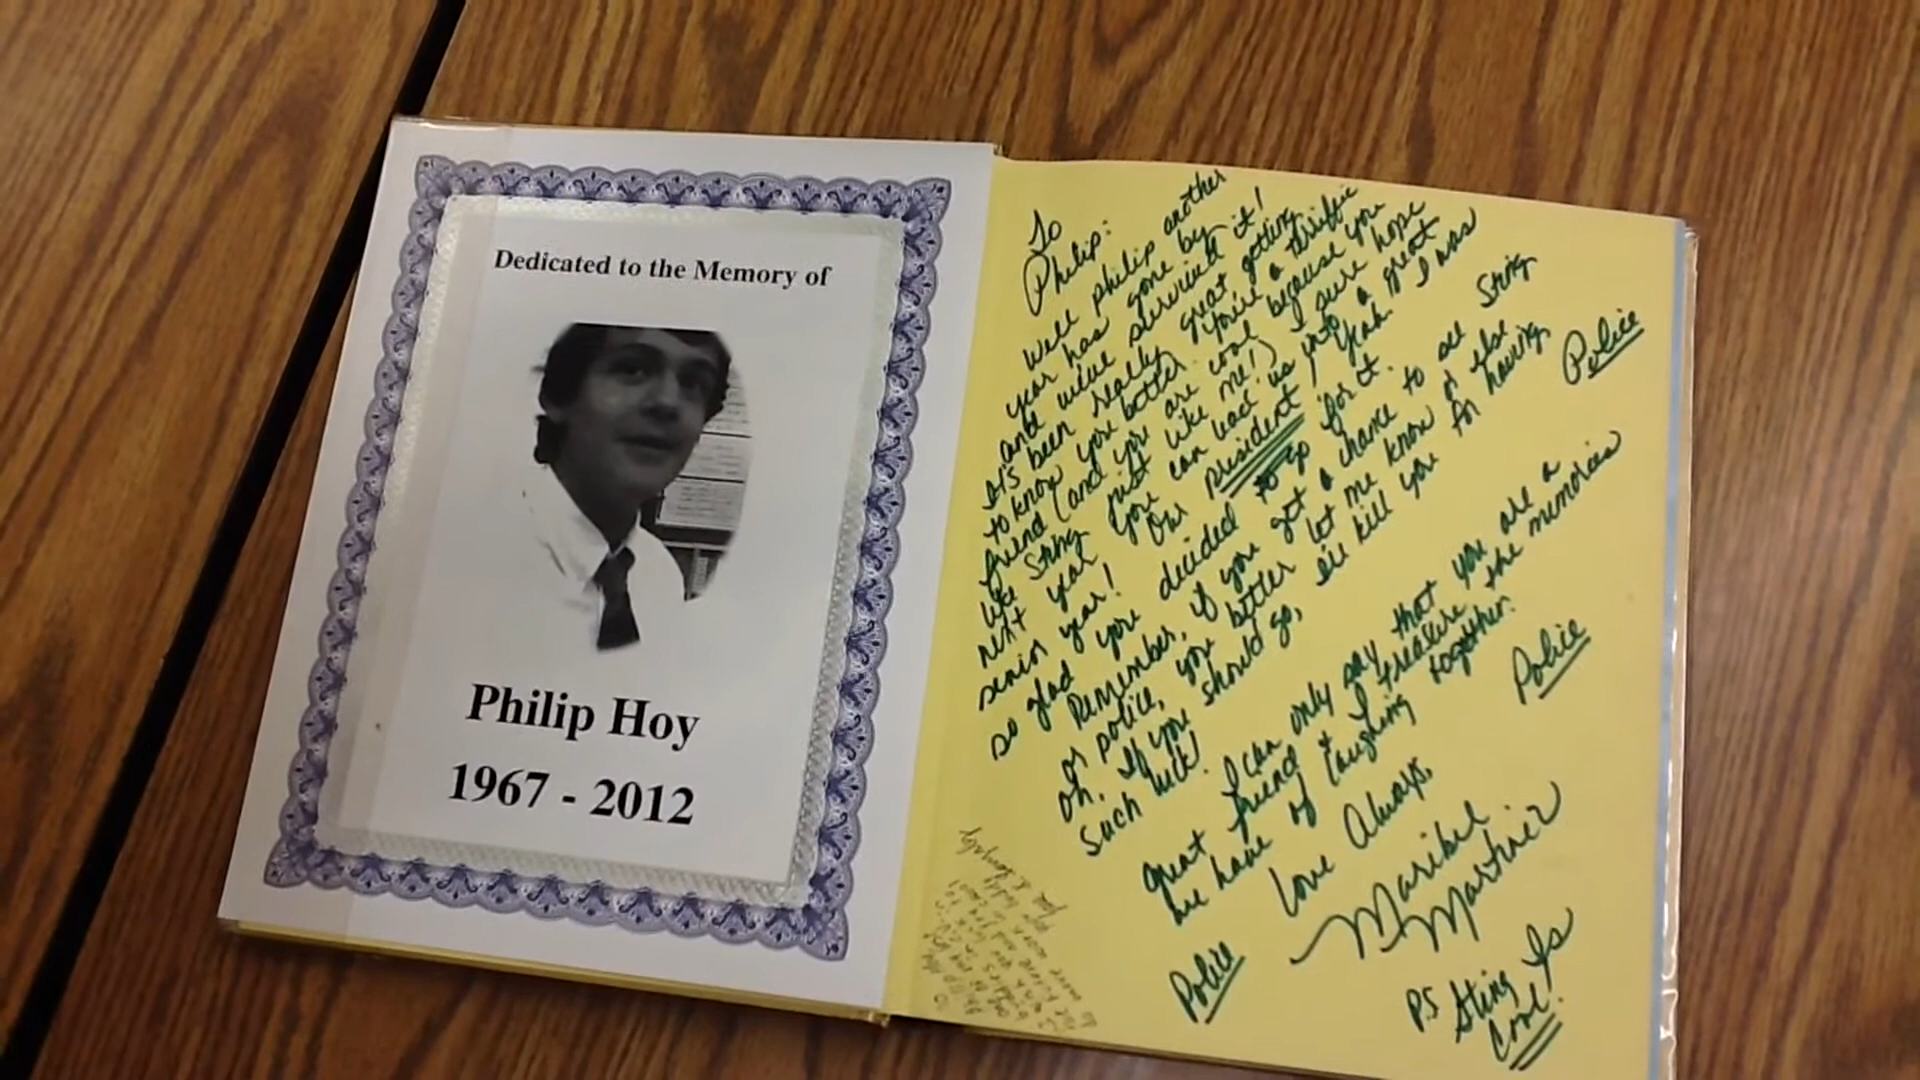 Dedicated to the Memory of
Philip Hoy
1967 - 2012
To
Philip:
Well philip another
year has gone by
and we've survived it!
It's been really great getting
to know you better. You're a thriffic
friend (and you are cool because you
like Sting just like me!) I sure hope
next year you can lead us into a great
senior year! Our President, yeah. I was
so glad you decided to go for it.
Remember, if you get a chance to see Sting
or police, you better let me know or else
oh, If you should go, I'll kill you for having
such luck!
Police
I can only say that you are a
great friend & I treasure the memories
we have of laughing together.
Police
Love Always,
Maribel
Martinez
Police
PS Sting Is
Cool!